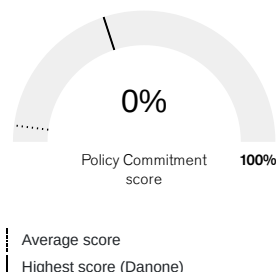 0%
Policy Commitment 100%
score
Average score
Highest score (Danone)